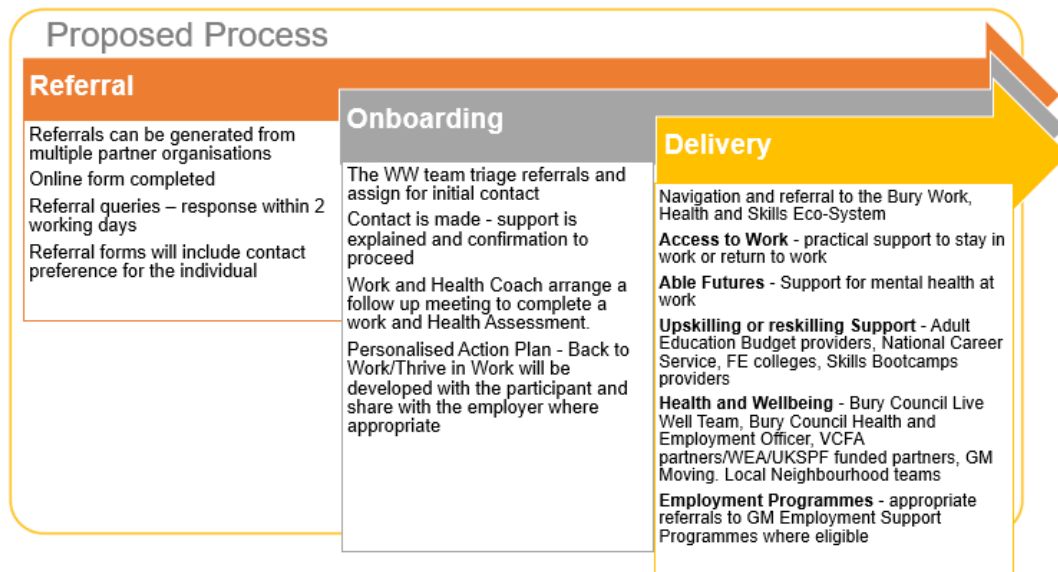 Proposed Process
Referral
Referrals can be generated from
multiple partner organisations
Online form completed
Referral queries – response within 2
working days
Referral forms will include contact
preference for the individual
Onboarding
The WW team triage referrals and
assign for initial contact
Contact is made - support is
explained and confirmation to
proceed
Work and Health Coach arrange a
follow up meeting to complete a
work and Health Assessment.
Personalised Action Plan - Back to
Work/Thrive in Work will be
developed with the participant and
share with the employer where
appropriate
Delivery
Navigation and referral to the Bury Work,
Health and Skills Eco-System
Access to Work - practical support to stay in
work or return to work
Able Futures - Support for mental health at
work
Upskilling or reskilling Support - Adult
Education Budget providers, National Career
Service, FE colleges, Skills Bootcamps
providers
Health and Wellbeing - Bury Council Live
Well Team, Bury Council Health and
Employment Officer, VCFA
partners/WEA/UKSPF funded partners, GM
Moving. Local Neighbourhood teams
Employment Programmes - appropriate
referrals to GM Employment Support
Programmes where eligible